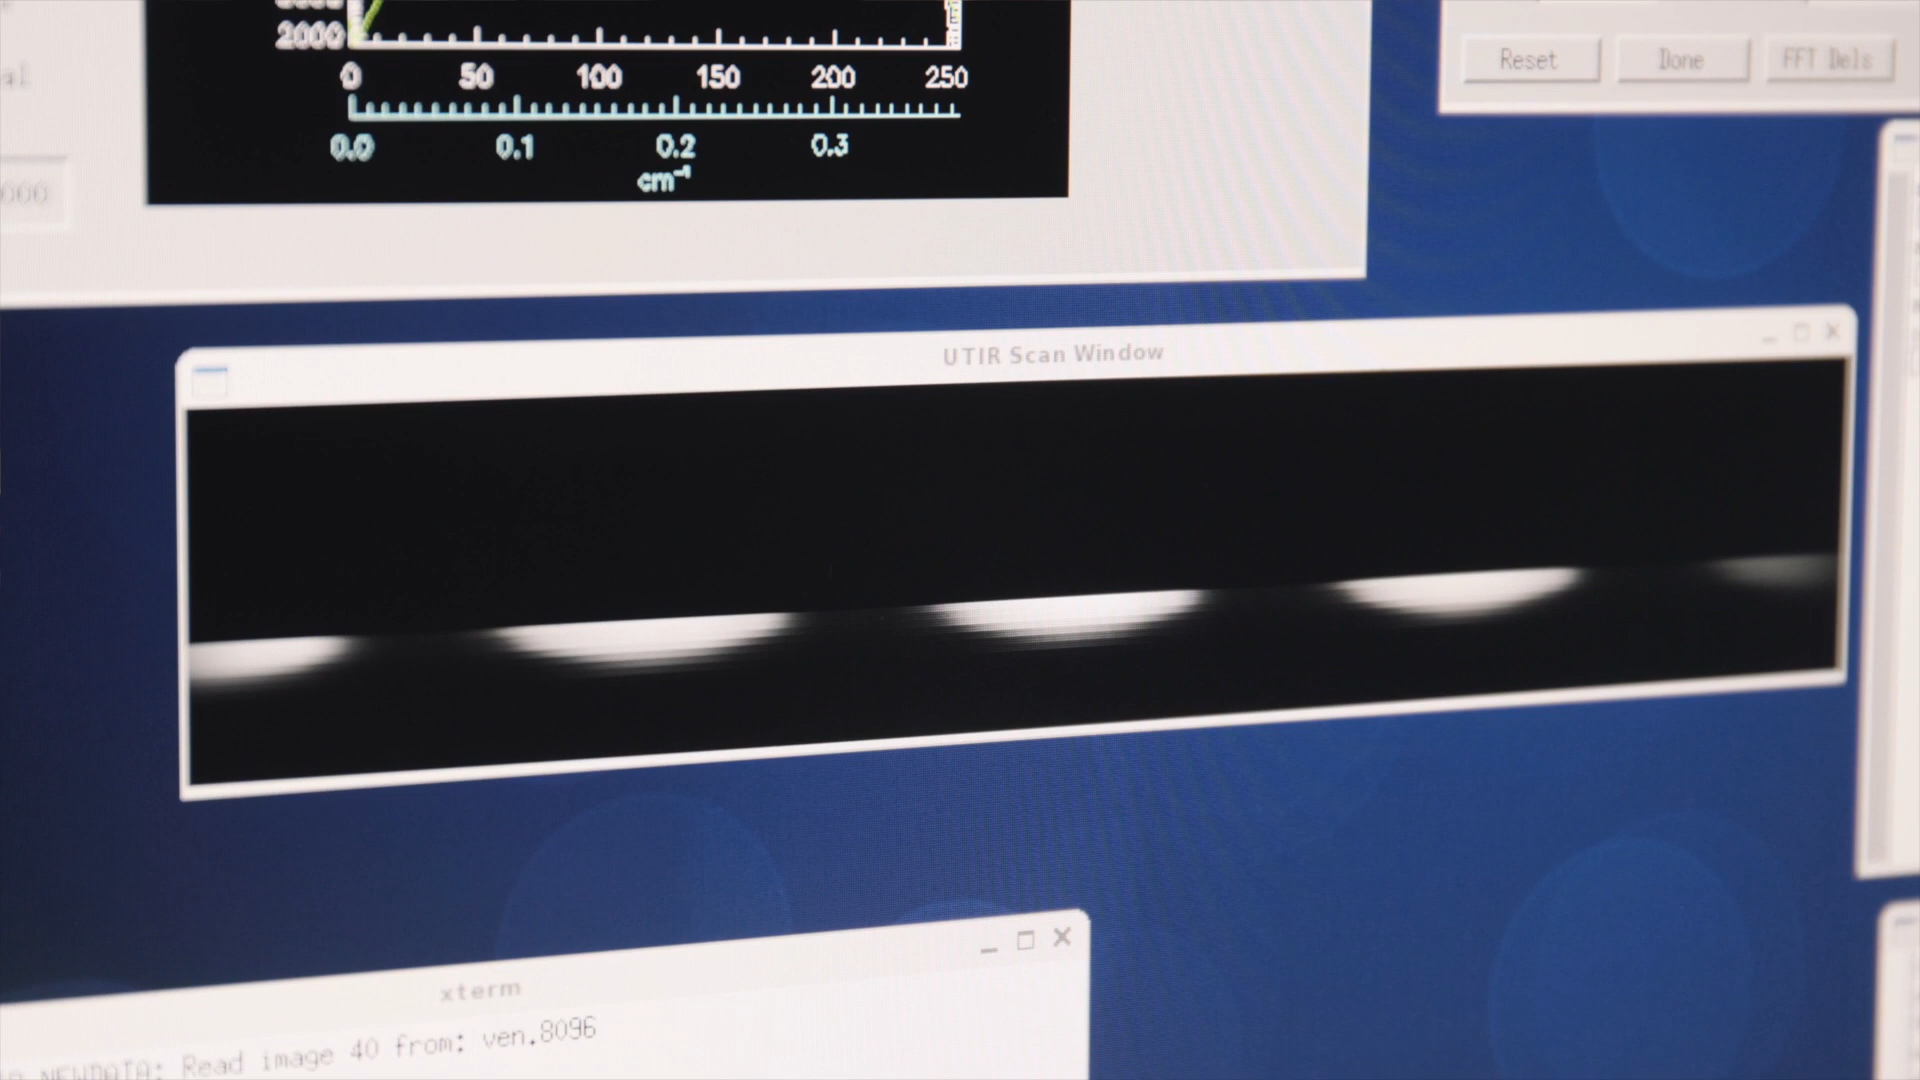 2000
0 50 100 150 200 250
0.0 0.1 0.2 0.3
cm⁻¹
000
Reset Done FFT Dels
UTIR Scan Window
xterm
NEWDATA: Read image 40 from: ven.8096